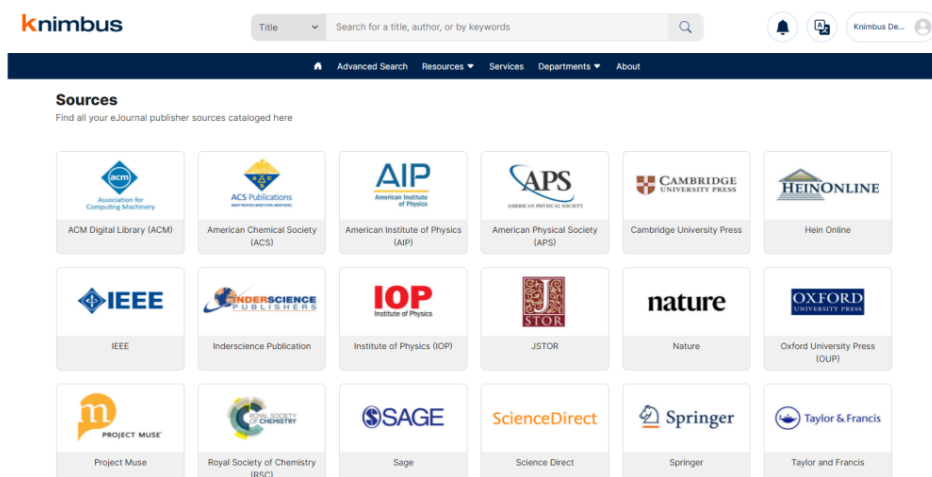 knimbus
Title
Search for a title, author, or by keywords
Knimbus De...
Advanced Search Resources ▼ Services Departments ▼ About
Sources
Find all your eJournal publisher sources cataloged here
acm
Association for
Computing Machinery
ACM Digital Library (ACM)
ACS Publications
American Chemical Society
(ACS)
AIP
American Institute
of Physics
American Institute of Physics
(AIP)
APS
AMERICAN PHYSICAL SOCIETY
American Physical Society
(APS)
CAMBRIDGE
UNIVERSITY PRESS
Cambridge University Press
HEINONLINE
Hein Online
IEEE
IEEE
INDERSCIENCE
PUBLISHERS
Inderscience Publication
IOP
Institute of Physics
Institute of Physics (IOP)
JSTOR
JSTOR
nature
Nature
OXFORD
UNIVERSITY PRESS
Oxford University Press
(OUP)
m
PROJECT MUSE
Project Muse
ROYAL SOCIETY
OF CHEMISTRY
Royal Society of Chemistry
(RSC)
SAGE
Sage
ScienceDirect
Science Direct
Springer
Springer
Taylor & Francis
Taylor and Francis